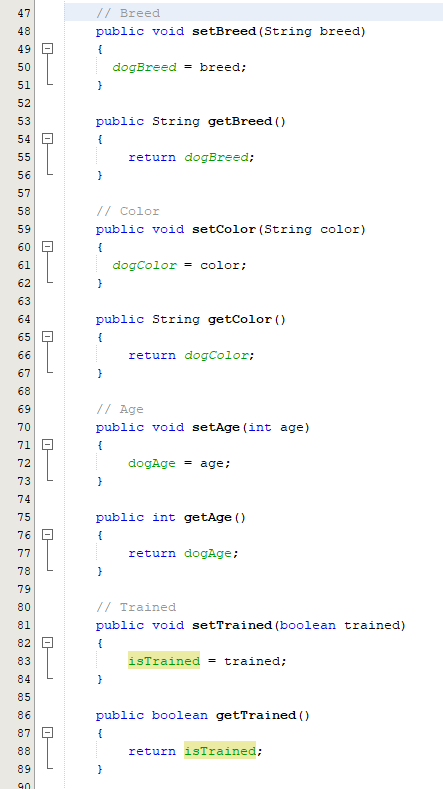 47 // Breed
48 public void setBreed(String breed)
49 {
50 dogBreed = breed;
51 }
52
53 public String getBreed()
54 {
55 return dogBreed;
56 }
57
58 // Color
59 public void setColor(String color)
60 {
61 dogColor = color;
62 }
63
64 public String getColor()
65 {
66 return dogColor;
67 }
68
69 // Age
70 public void setAge(int age)
71 {
72 dogAge = age;
73 }
74
75 public int getAge()
76 {
77 return dogAge;
78 }
79
80 // Trained
81 public void setTrained(boolean trained)
82 {
83 isTrained = trained;
84 }
85
86 public boolean getTrained()
87 {
88 return isTrained;
89 }
90